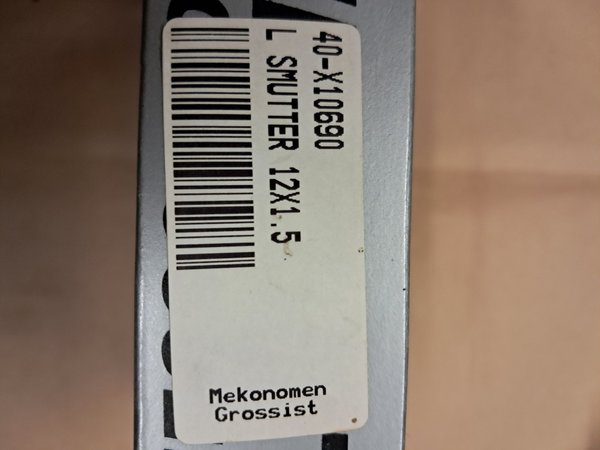 40-X10690
L SMUTTER 12X1.5
Mekonomen
Grossist